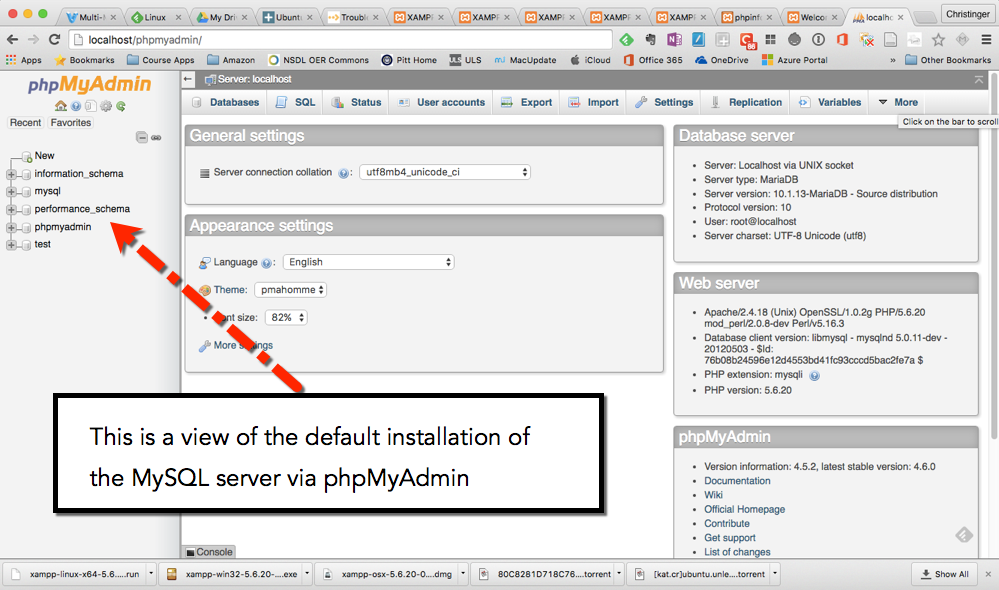 Christinger
Multi-
Linux
My Dri
Ubunt
Troubl
XAMPP
XAMPP
XAMPP
XAMPP
XAMPP
phpinf
Welco
localho
localhost/phpmyadmin/
Apps Bookmarks Course Apps Amazon NSDL OER Commons Pitt Home ULS MacUpdate iCloud Office 365 OneDrive Azure Portal » Other Bookmarks
phpMyAdmin
Recent Favorites
New
information_schema
mysql
performance_schema
phpmyadmin
test
Server: localhost
Databases SQL Status User accounts Export Import Settings Replication Variables More
Click on the bar to scroll
General settings
Server connection collation : utf8mb4_unicode_ci
Appearance settings
Language : English
Theme: pmahomme
size: 82%
More settings
This is a view of the default installation of
the MySQL server via phpMyAdmin
Console
Database server
Server: Localhost via UNIX socket
Server type: MariaDB
Server version: 10.1.13-MariaDB - Source distribution
Protocol version: 10
User: root@localhost
Server charset: UTF-8 Unicode (utf8)
Web server
Apache/2.4.18 (Unix) OpenSSL/1.0.2g PHP/5.6.20
mod_perl/2.0.8-dev Perl/v5.16.3
Database client version: libmysql - mysqlnd 5.0.11-dev -
20120503 - $Id:
76b08b24596e12d4553bd41fc93cccd5bac2fe7a $
PHP extension: mysqli
PHP version: 5.6.20
phpMyAdmin
Version information: 4.5.2, latest stable version: 4.6.0
Documentation
Wiki
Official Homepage
Contribute
Get support
List of changes
xampp-linux-x64-5.6.....run xampp-win32-5.6.20-....exe xampp-osx-5.6.20-0....dmg 80C8281D718C76....torrent [kat.cr]ubuntu.unle....torrent Show All